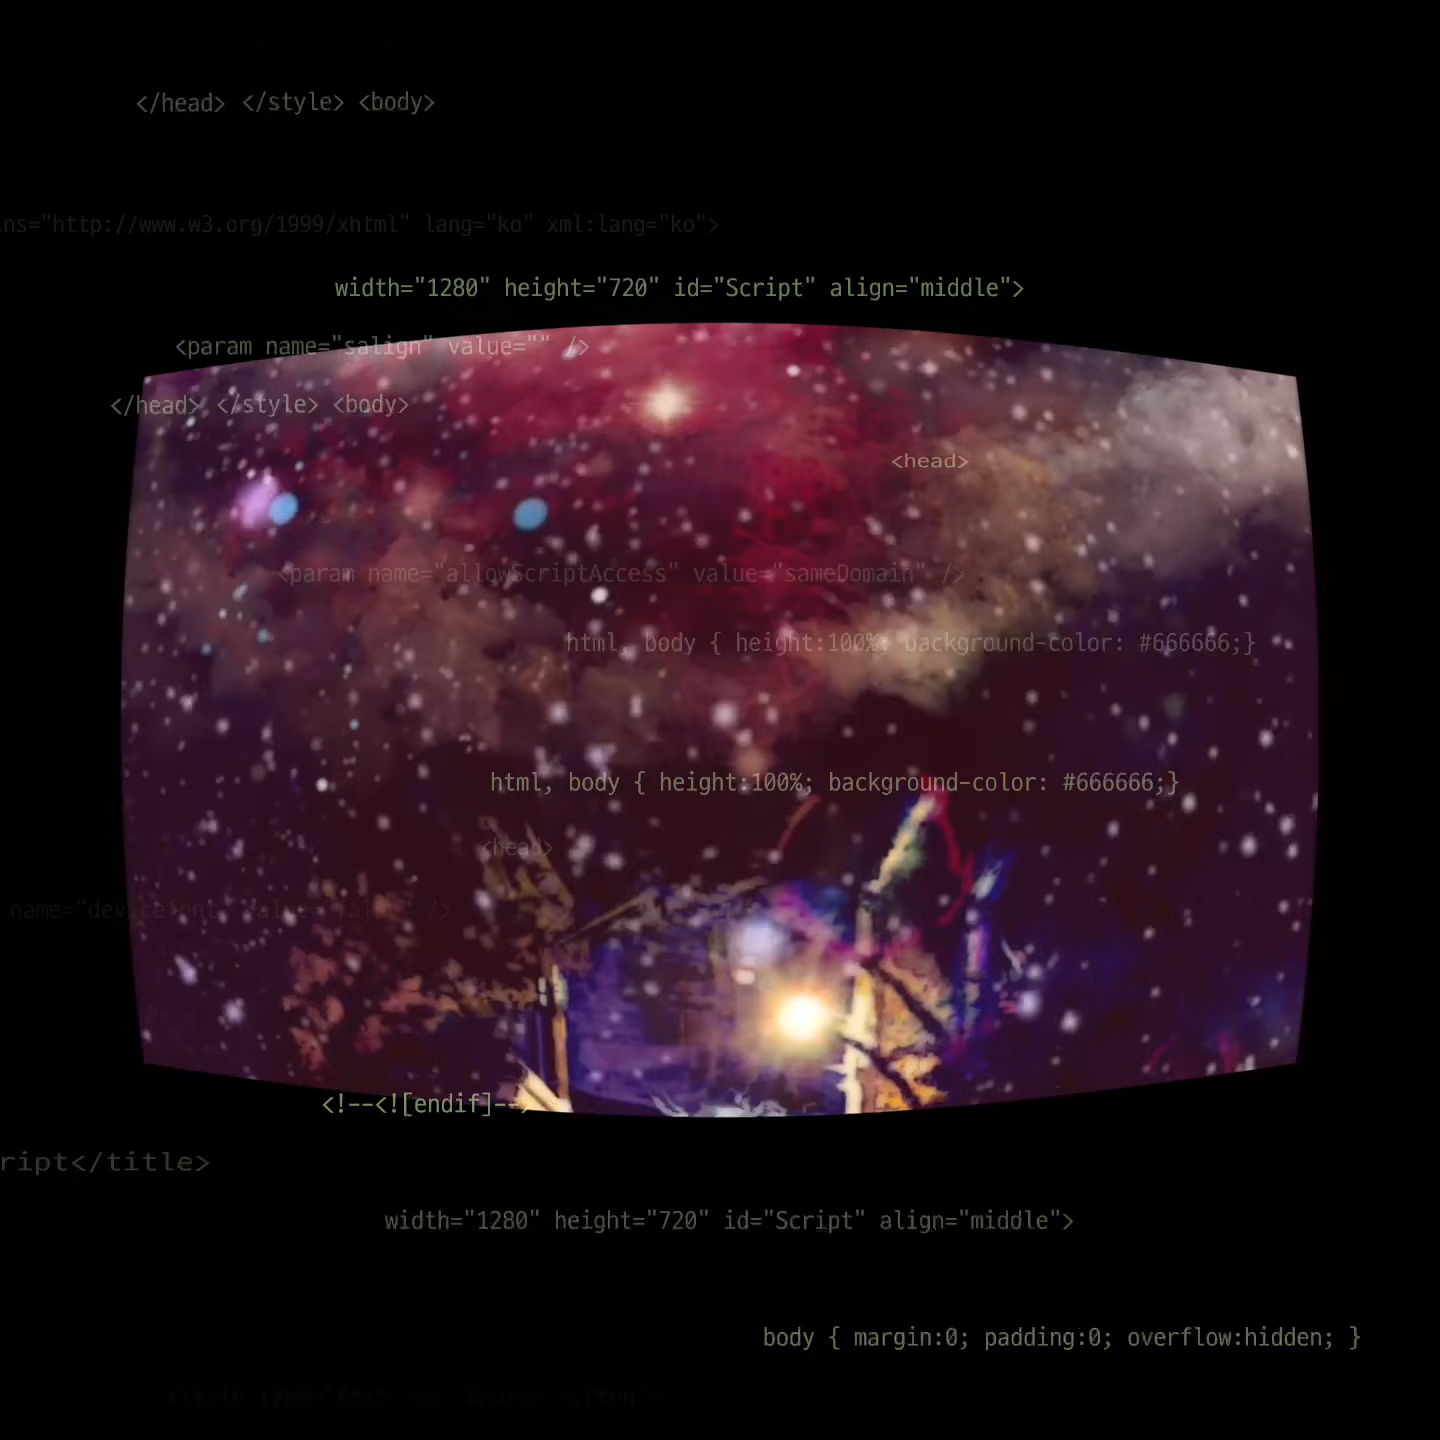 </head> </style> <body>
ns="http://www.w3.org/1999/xhtml" lang="ko" xml:lang="ko">
width="1280" height="720" id="Script" align="middle">
<param name="salign" value="" />
</head> </style> <body>
<head>
<param name="allowScriptAccess" value="sameDomain" />
html, body { height:100%; background-color: #666666;}
html, body { height:100%; background-color: #666666;}
<head>
name="devicefont" />
<!--<![endif]-->
ript</title>
width="1280" height="720" id="Script" align="middle">
body { margin:0; padding:0; overflow:hidden; }